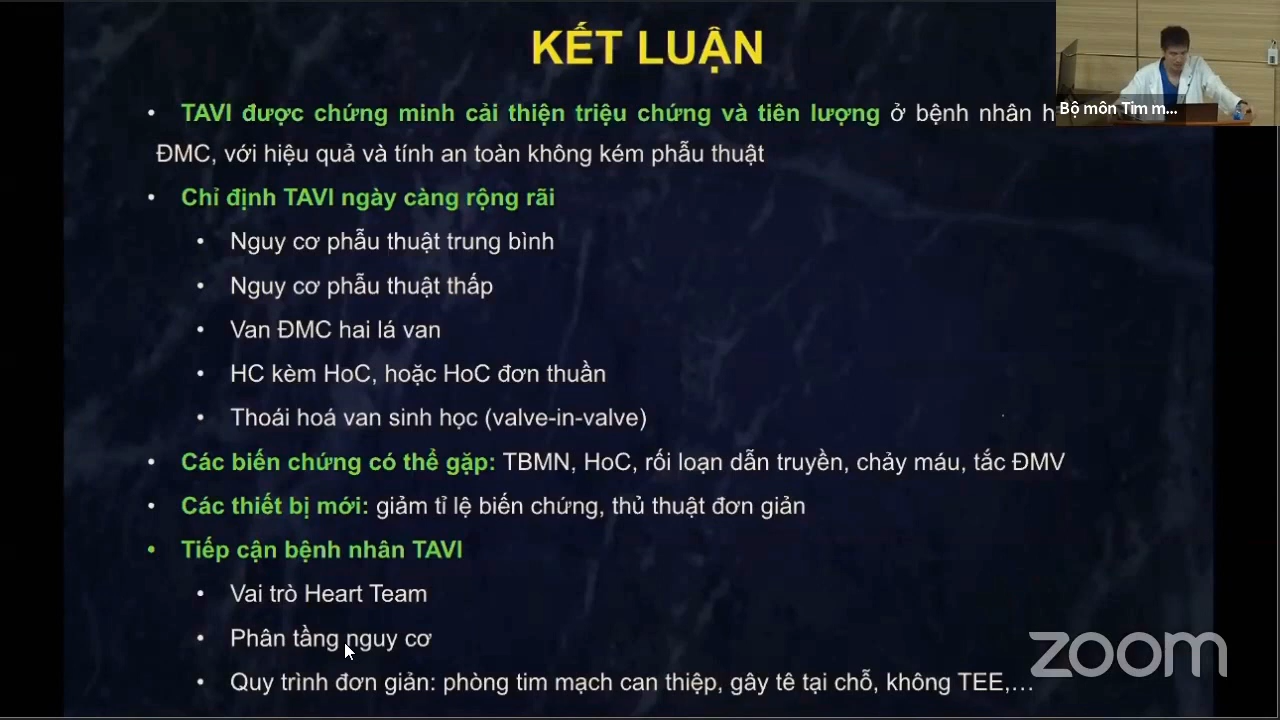 KẾT LUẬN
• TAVI được chứng minh cải thiện triệu chứng và tiên lượng ở bệnh nhân
ĐMC, với hiệu quả và tính an toàn không kém phẫu thuật
• Chỉ định TAVI ngày càng rộng rãi
• Nguy cơ phẫu thuật trung bình
• Nguy cơ phẫu thuật thấp
• Van ĐMC hai lá van
• HC kèm HoC, hoặc HoC đơn thuần
• Thoái hoá van sinh học (valve-in-valve)
• Các biến chứng có thể gặp: TBMN, HoC, rối loạn dẫn truyền, chảy máu, tắc ĐMV
• Các thiết bị mới: giảm tỉ lệ biến chứng, thủ thuật đơn giản
• Tiếp cận bệnh nhân TAVI
• Vai trò Heart Team
• Phân tầng nguy cơ
• Quy trình đơn giản: phòng tim mạch can thiệp, gây tê tại chỗ, không TEE,…
Bộ môn Tim m...
zoom